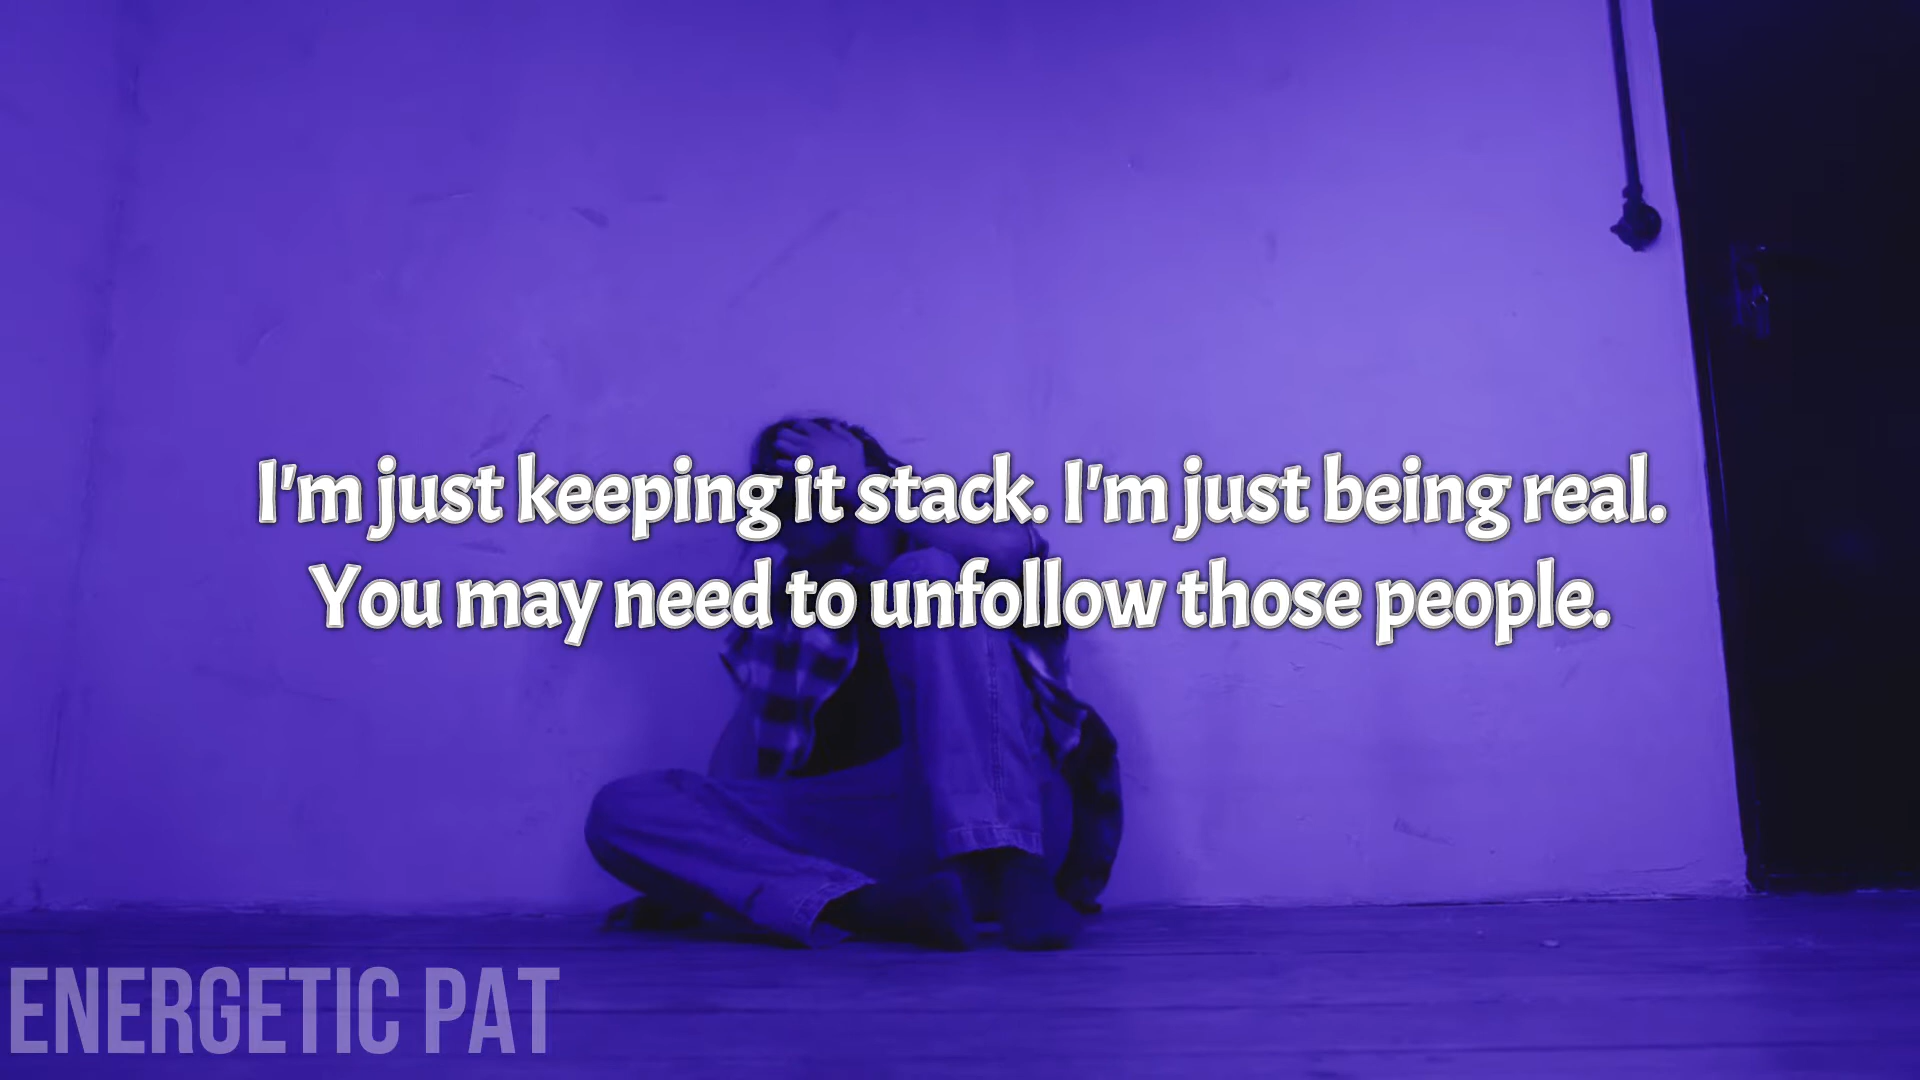 I'm just keeping it stack. I'm just being real.
You may need to unfollow those people.
ENERGETIC PAT